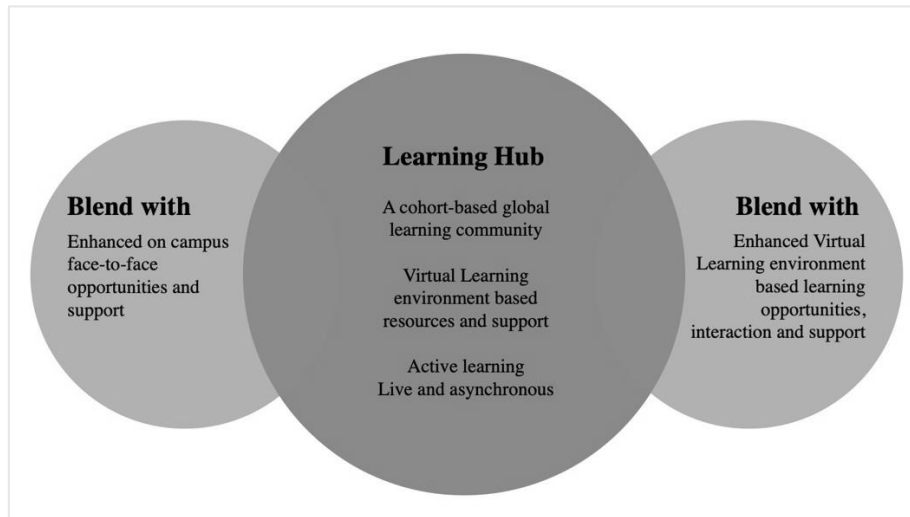 Blend with
Enhanced on campus
face-to-face
opportunities and
support
Learning Hub
A cohort-based global
learning community
Virtual Learning
environment based
resources and support
Active learning
Live and asynchronous
Blend with
Enhanced Virtual
Learning environment
based learning
opportunities,
interaction and support